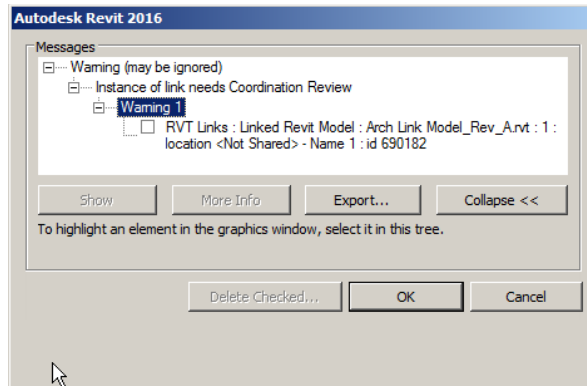 Autodesk Revit 2016
Messages
Warning (may be ignored)
Instance of link needs Coordination Review
Warning 1
RVT Links : Linked Revit Model : Arch Link Model_Rev_A.rvt : 1 :
location <Not Shared> - Name 1 : id 690182
Show More Info Export... Collapse <<
To highlight an element in the graphics window, select it in this tree.
Delete Checked... OK Cancel